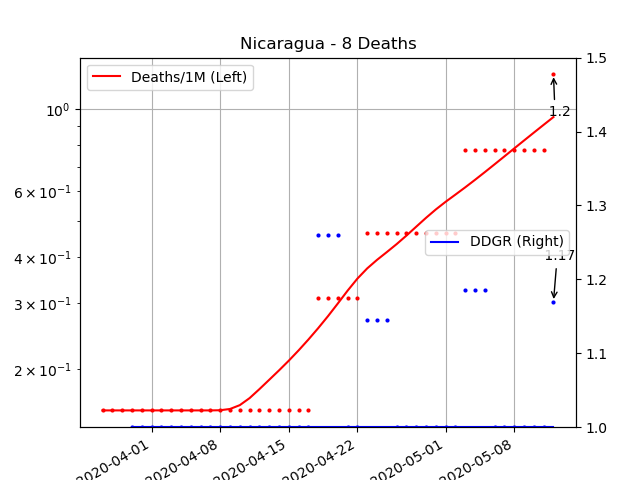 Nicaragua - 8 Deaths
Deaths/1M (Left)
10⁰
6 × 10⁻¹
4 × 10⁻¹
3 × 10⁻¹
2 × 10⁻¹
1.5
1.4
1.3
1.2
1.1
1.0
1.2
DDGR (Right)
1.17
2020-04-01
2020-04-08
2020-04-15
2020-04-22
2020-05-01
2020-05-08